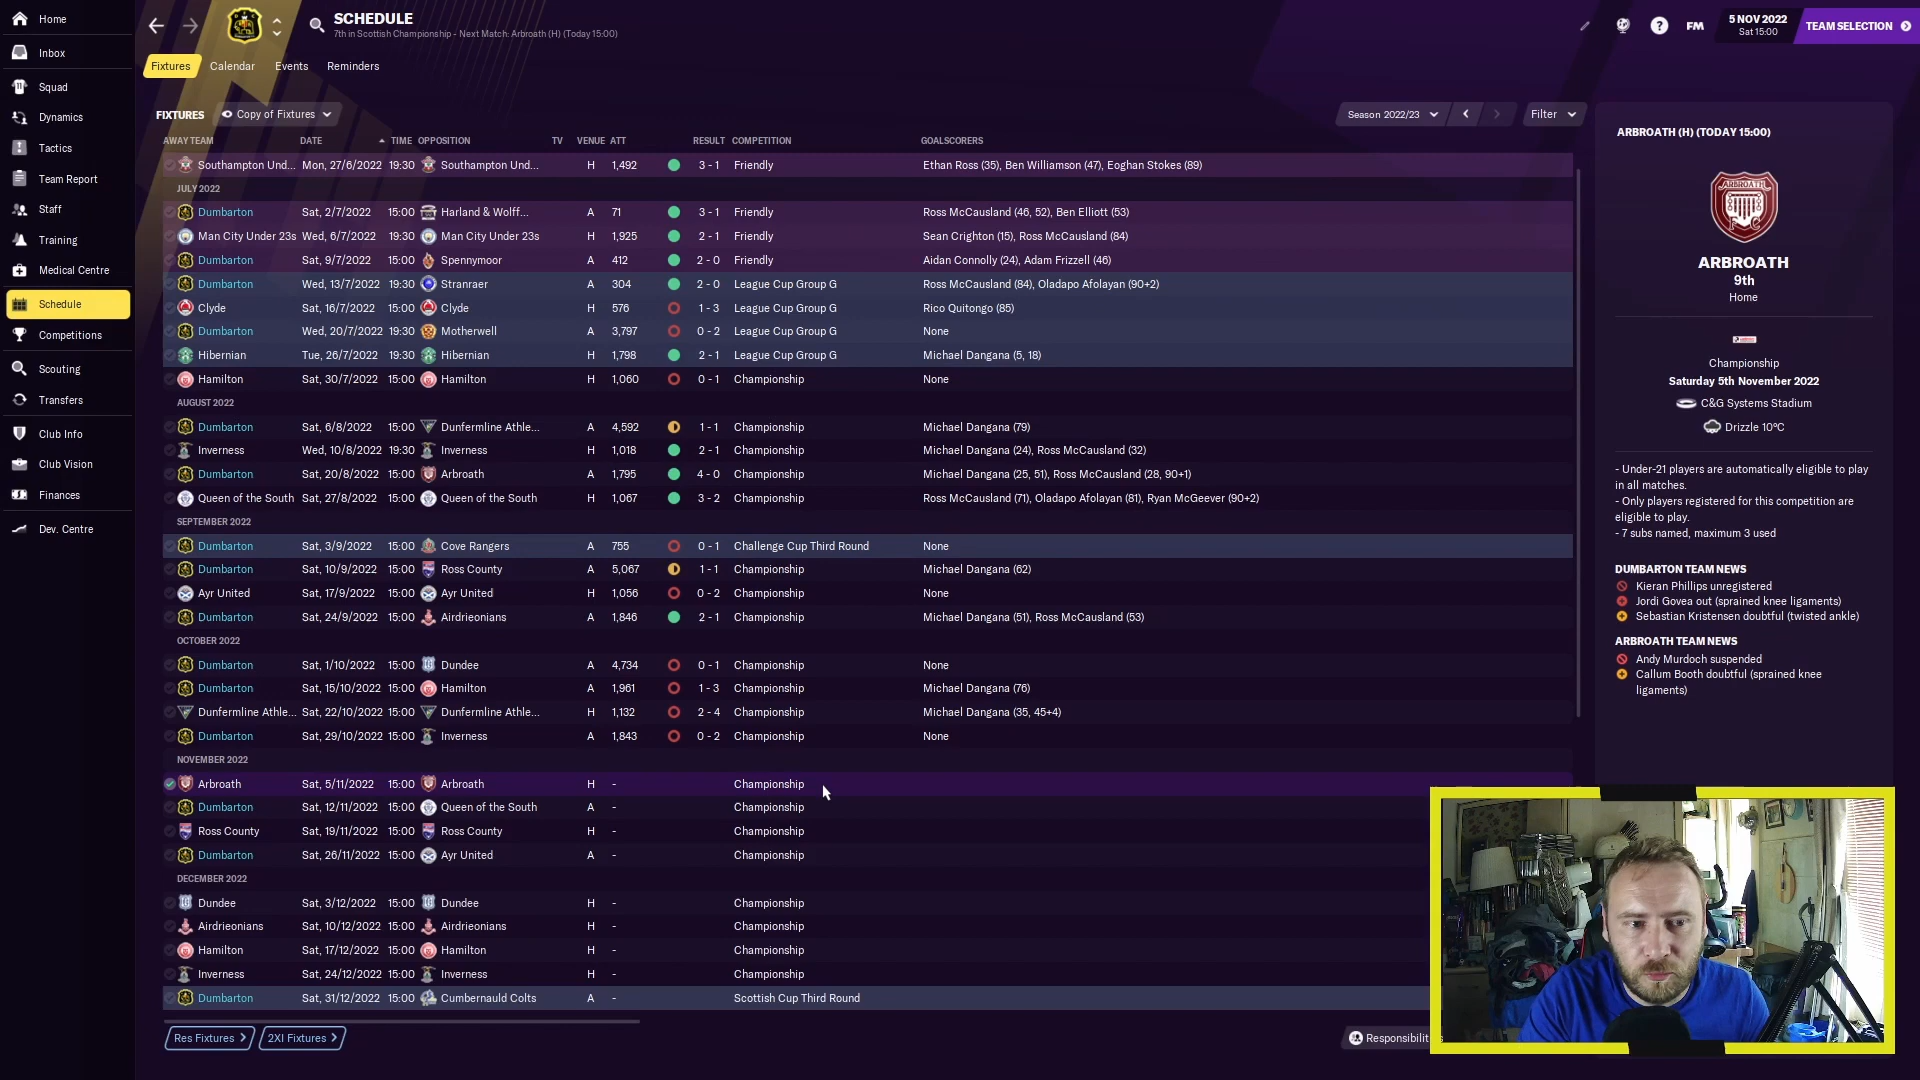 Home
Inbox
Squad
Dynamics
Tactics
Team Report
Staff
Training
Medical Centre
Schedule
Competitions
Scouting
Transfers
Club Info
Club Vision
Finances
Dev. Centre
SCHEDULE
7th in Scottish Championship - Next Match: Arbroath (H) (Today 15:00)
FM
5 NOV 2022
Sat 15:00
TEAM SELECTION
Fixtures Calendar Events Reminders
FIXTURES Copy of Fixtures
Season 2022/23 Filter
AWAY TEAM DATE TIME OPPOSITION TV VENUE ATT RESULT COMPETITION GOALSCORERS
Southampton Und... Mon, 27/6/2022 19:30 Southampton Und... H 1,492 3 - 1 Friendly Ethan Ross (35), Ben Williamson (47), Eoghan Stokes (89)
JULY 2022
Dumbarton Sat, 2/7/2022 15:00 Harland & Wolff... A 71 3 - 1 Friendly Ross McCausland (46, 52), Ben Elliott (53)
Man City Under 23s Wed, 6/7/2022 19:30 Man City Under 23s H 1,925 2 - 1 Friendly Sean Crighton (15), Ross McCausland (84)
Dumbarton Sat, 9/7/2022 15:00 Spennymoor A 412 2 - 0 Friendly Aidan Connolly (24), Adam Frizzell (46)
Dumbarton Wed, 13/7/2022 19:30 Stranraer A 304 2 - 0 League Cup Group G Ross McCausland (84), Oladapo Afolayan (90+2)
Clyde Sat, 16/7/2022 15:00 Clyde H 576 1 - 3 League Cup Group G Rico Quitongo (85)
Dumbarton Wed, 20/7/2022 19:30 Motherwell A 3,797 0 - 2 League Cup Group G None
Hibernian Tue, 26/7/2022 19:30 Hibernian H 1,798 2 - 1 League Cup Group G Michael Dangana (5, 18)
Hamilton Sat, 30/7/2022 15:00 Hamilton H 1,060 0 - 1 Championship None
AUGUST 2022
Dumbarton Sat, 6/8/2022 15:00 Dunfermline Athle... A 4,592 1 - 1 Championship Michael Dangana (79)
Inverness Wed, 10/8/2022 19:30 Inverness H 1,018 2 - 1 Championship Michael Dangana (24), Ross McCausland (32)
Dumbarton Sat, 20/8/2022 15:00 Arbroath A 1,795 4 - 0 Championship Michael Dangana (25, 51), Ross McCausland (28, 90+1)
Queen of the South Sat, 27/8/2022 15:00 Queen of the South H 1,067 3 - 2 Championship Ross McCausland (71), Oladapo Afolayan (81), Ryan McGeever (90+2)
SEPTEMBER 2022
Dumbarton Sat, 3/9/2022 15:00 Cove Rangers A 755 0 - 1 Challenge Cup Third Round None
Dumbarton Sat, 10/9/2022 15:00 Ross County A 5,067 1 - 1 Championship Michael Dangana (62)
Ayr United Sat, 17/9/2022 15:00 Ayr United H 1,056 0 - 2 Championship None
Dumbarton Sat, 24/9/2022 15:00 Airdrieonians A 1,846 2 - 1 Championship Michael Dangana (51), Ross McCausland (53)
OCTOBER 2022
Dumbarton Sat, 1/10/2022 15:00 Dundee A 4,734 0 - 1 Championship None
Dumbarton Sat, 15/10/2022 15:00 Hamilton A 1,961 1 - 3 Championship Michael Dangana (76)
Dunfermline Athle... Sat, 22/10/2022 15:00 Dunfermline Athle... H 1,132 2 - 4 Championship Michael Dangana (35, 45+4)
Dumbarton Sat, 29/10/2022 15:00 Inverness A 1,843 0 - 2 Championship None
NOVEMBER 2022
Arbroath Sat, 5/11/2022 15:00 Arbroath H - Championship
Dumbarton Sat, 12/11/2022 15:00 Queen of the South A - Championship
Ross County Sat, 19/11/2022 15:00 Ross County H - Championship
Dumbarton Sat, 26/11/2022 15:00 Ayr United A - Championship
DECEMBER 2022
Dundee Sat, 3/12/2022 15:00 Dundee H - Championship
Airdrieonians Sat, 10/12/2022 15:00 Airdrieonians H - Championship
Hamilton Sat, 17/12/2022 15:00 Hamilton H - Championship
Inverness Sat, 24/12/2022 15:00 Inverness H - Championship
Dumbarton Sat, 31/12/2022 15:00 Cumbernauld Colts A - Scottish Cup Third Round
Res Fixtures 2XI Fixtures
Responsibilit
ARBROATH (H) (TODAY 15:00)
ARBROATH
ARBROATH
9th
Home
Championship
Saturday 5th November 2022
C&G Systems Stadium
Drizzle 10°C
- Under-21 players are automatically eligible to play
in all matches.
- Only players registered for this competition are
eligible to play.
- 7 subs named, maximum 3 used
DUMBARTON TEAM NEWS
Kieran Phillips unregistered
Jordi Govea out (sprained knee ligaments)
Sebastian Kristensen doubtful (twisted ankle)
ARBROATH TEAM NEWS
Andy Murdoch suspended
Callum Booth doubtful (sprained knee
ligaments)